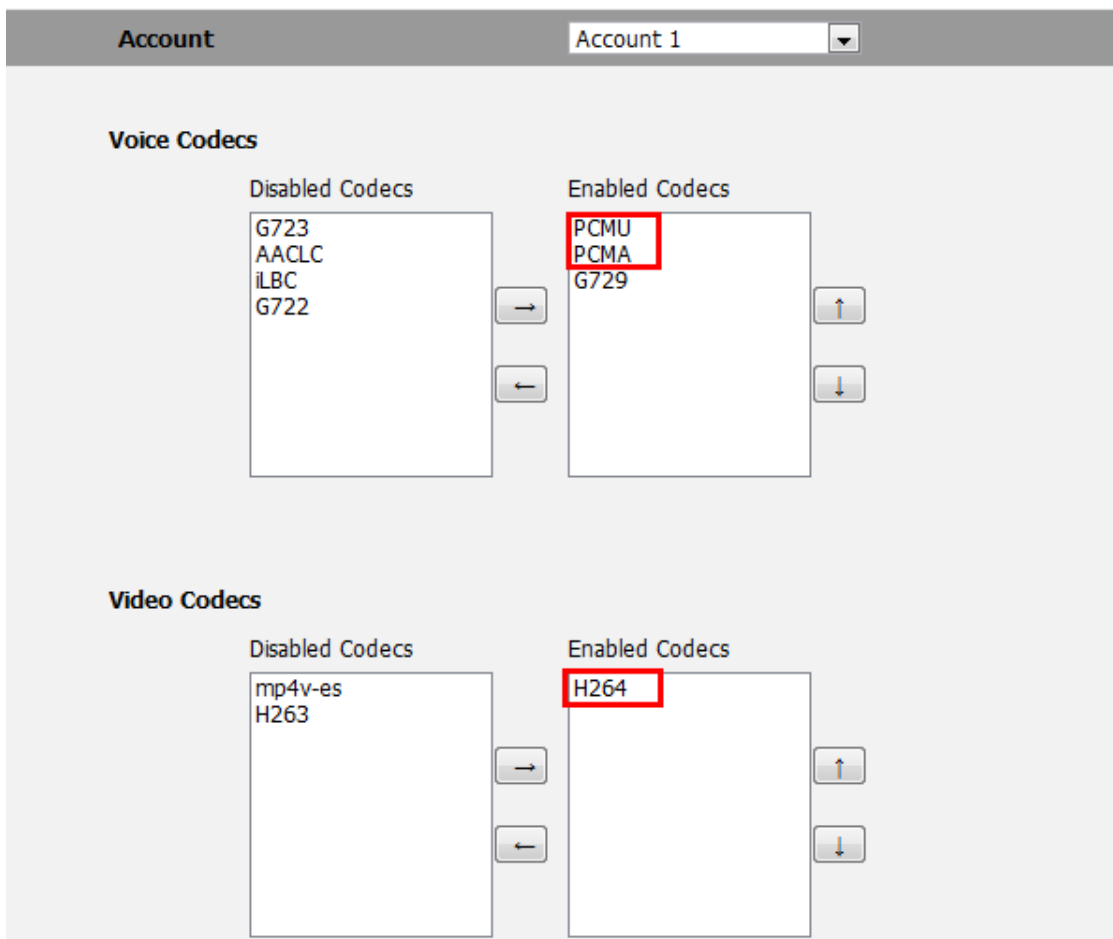 Account Account 1
Voice Codecs
Disabled Codecs Enabled Codecs
G723 PCMU
AACLC PCMA
iLBC G729
G722
→ ↑
← ↓
Video Codecs
Disabled Codecs Enabled Codecs
mp4v-es H264
H263
→ ↑
← ↓